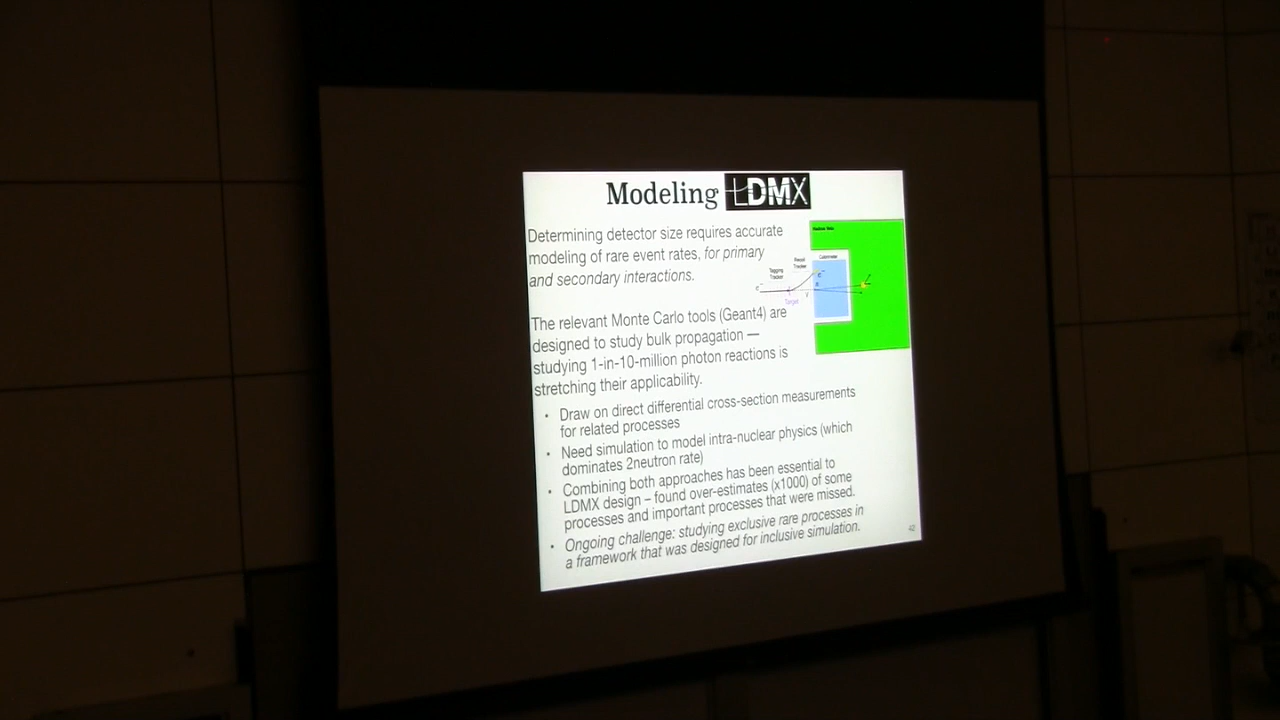 Modeling LDMX
Determining detector size requires accurate
modeling of rare event rates, for primary
and secondary interactions.
The relevant Monte Carlo tools (Geant4) are
designed to study bulk propagation —
studying 1-in-10-million photon reactions is
stretching their applicability.
• Draw on direct differential cross-section measurements
for related processes
• Need simulation to model intra-nuclear physics (which
dominates 2neutron rate)
• Combining both approaches has been essential to
LDMX design – found over-estimates (x1000) of some
processes and important processes that were missed.
• Ongoing challenge: studying exclusive rare processes in
a framework that was designed for inclusive simulation.
Calorimeter
Recoil
Tracker
Tagging
Tracker
Target
42